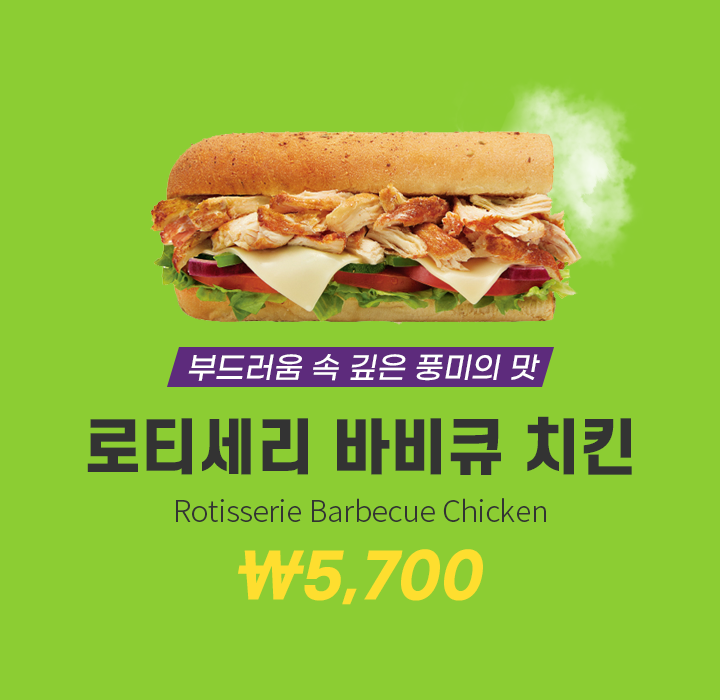 부드러움 속 깊은 풍미의 맛
로티세리 바비큐 치킨
Rotisserie Barbecue Chicken
₩5,700